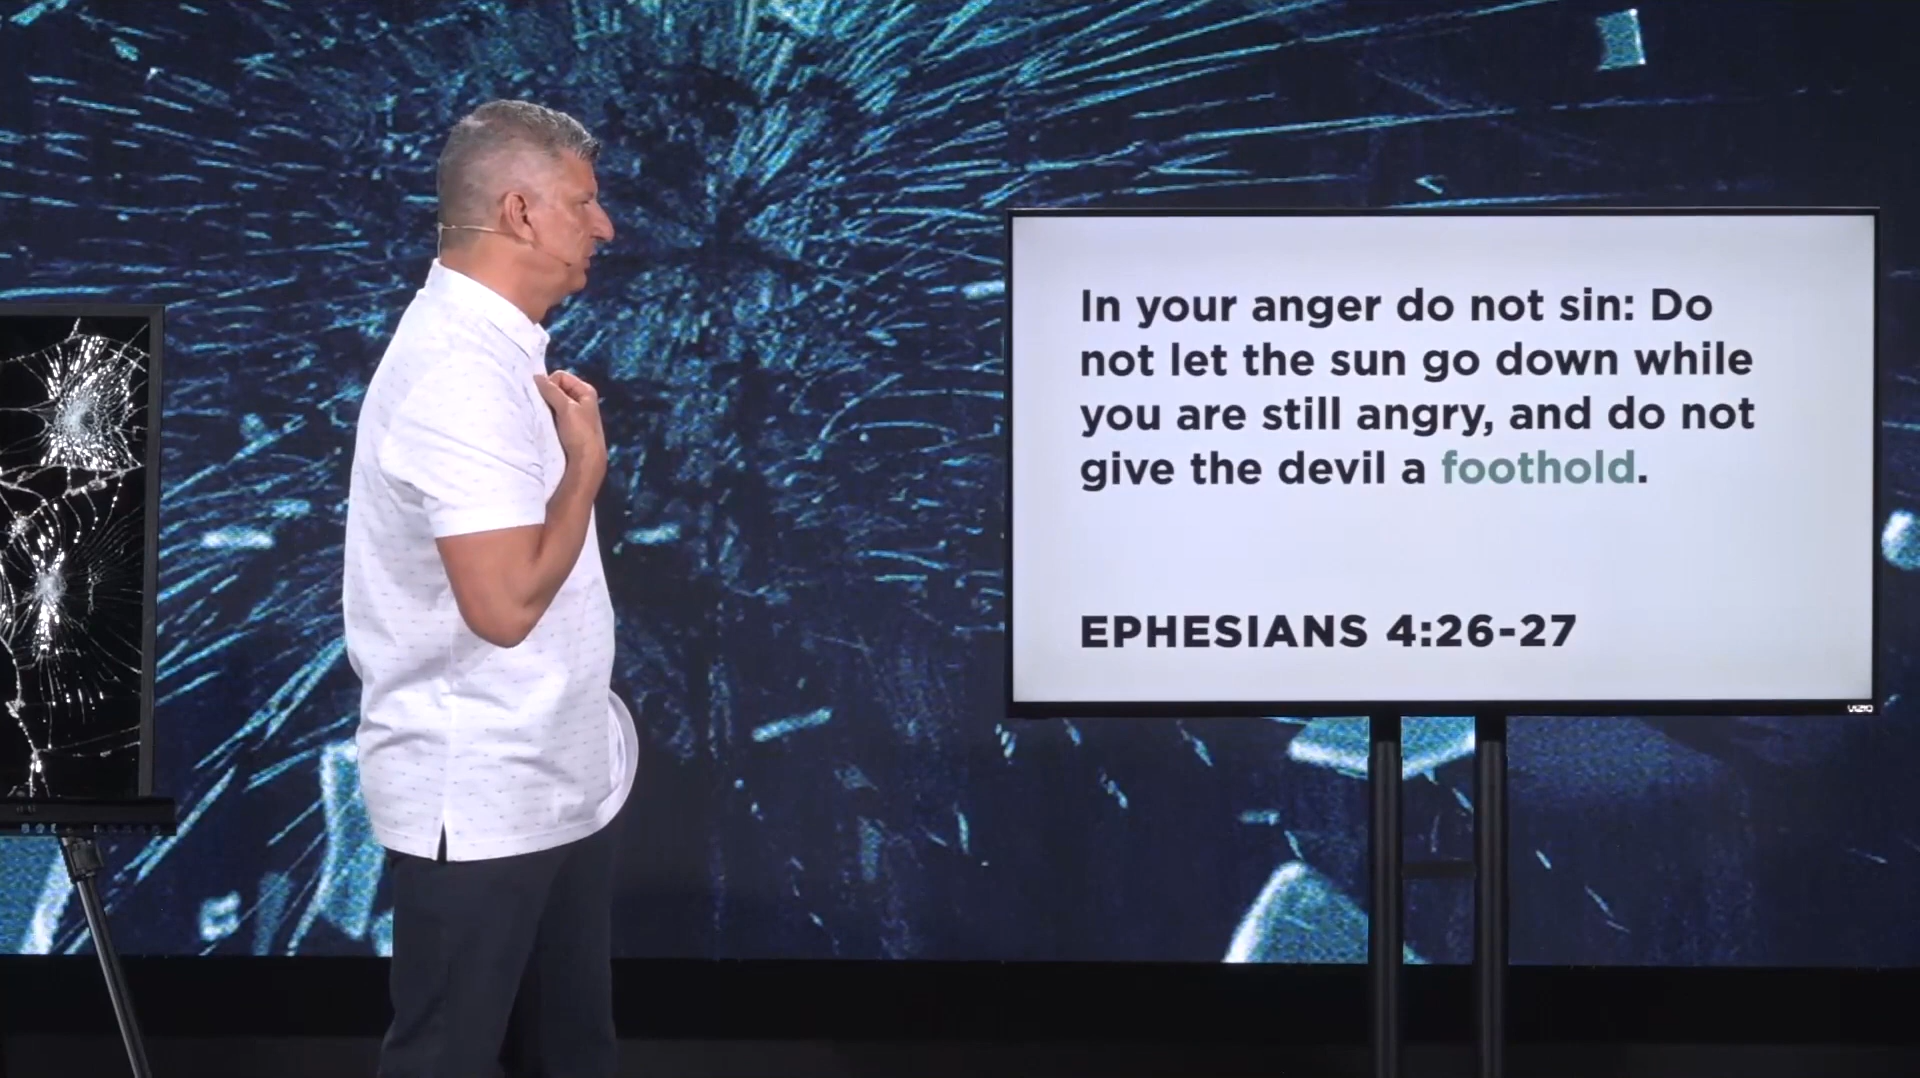 In your anger do not sin: Do
not let the sun go down while
you are still angry, and do not
give the devil a foothold.
EPHESIANS 4:26-27
VIZIO